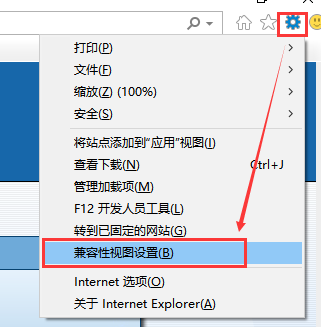 打印(P)
文件(F)
缩放(Z) (100%)
安全(S)
将站点添加到“应用”视图(I)
查看下载(N) Ctrl+J
管理加载项(M)
F12 开发人员工具(L)
转到已固定的网站(G)
兼容性视图设置(B)
Internet 选项(O)
关于 Internet Explorer(A)